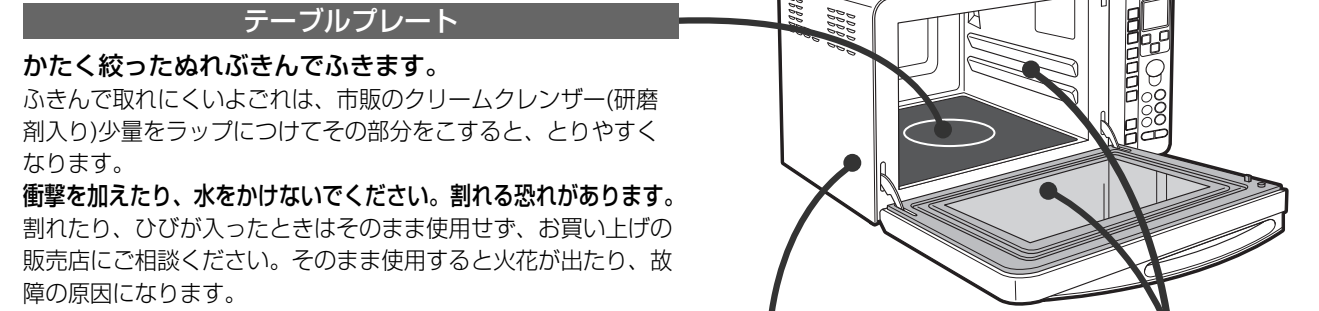 テーブルプレート
かたく絞ったぬれぶきんでふきます。
ふきんで取れにくいよごれは、市販のクリームクレンザー(研磨
剤入り)少量をラップにつけてその部分をこすると、とりやすく
なります。
衝撃を加えたり、水をかけないでください。割れる恐れがあります。
割れたり、ひびが入ったときはそのまま使用せず、お買い上げの
販売店にご相談ください。そのまま使用すると火花が出たり、故
障の原因になります。